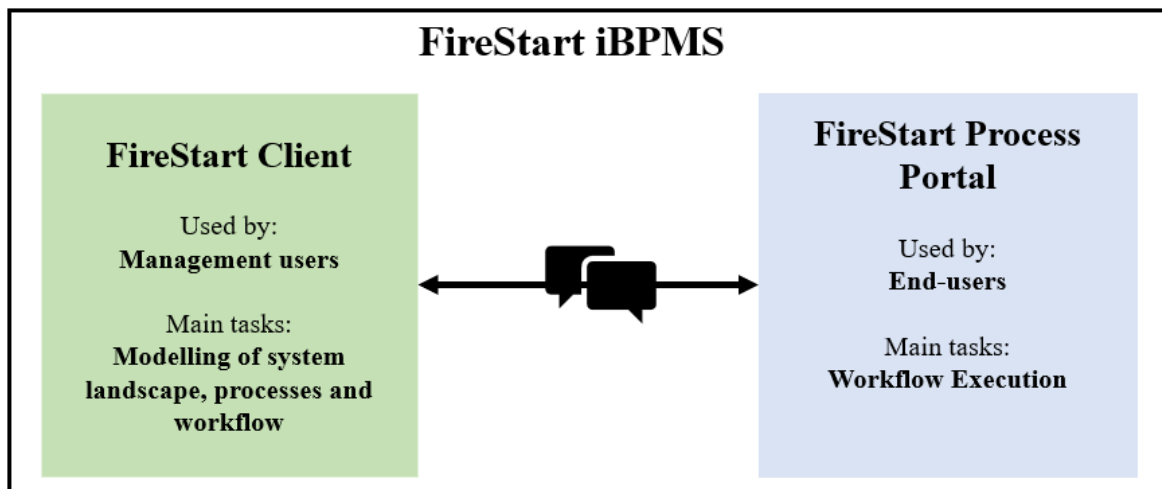 FireStart iBPMS
FireStart Client
Used by:
Management users
Main tasks:
Modelling of system
landscape, processes and
workflow
FireStart Process
Portal
Used by:
End-users
Main tasks:
Workflow Execution